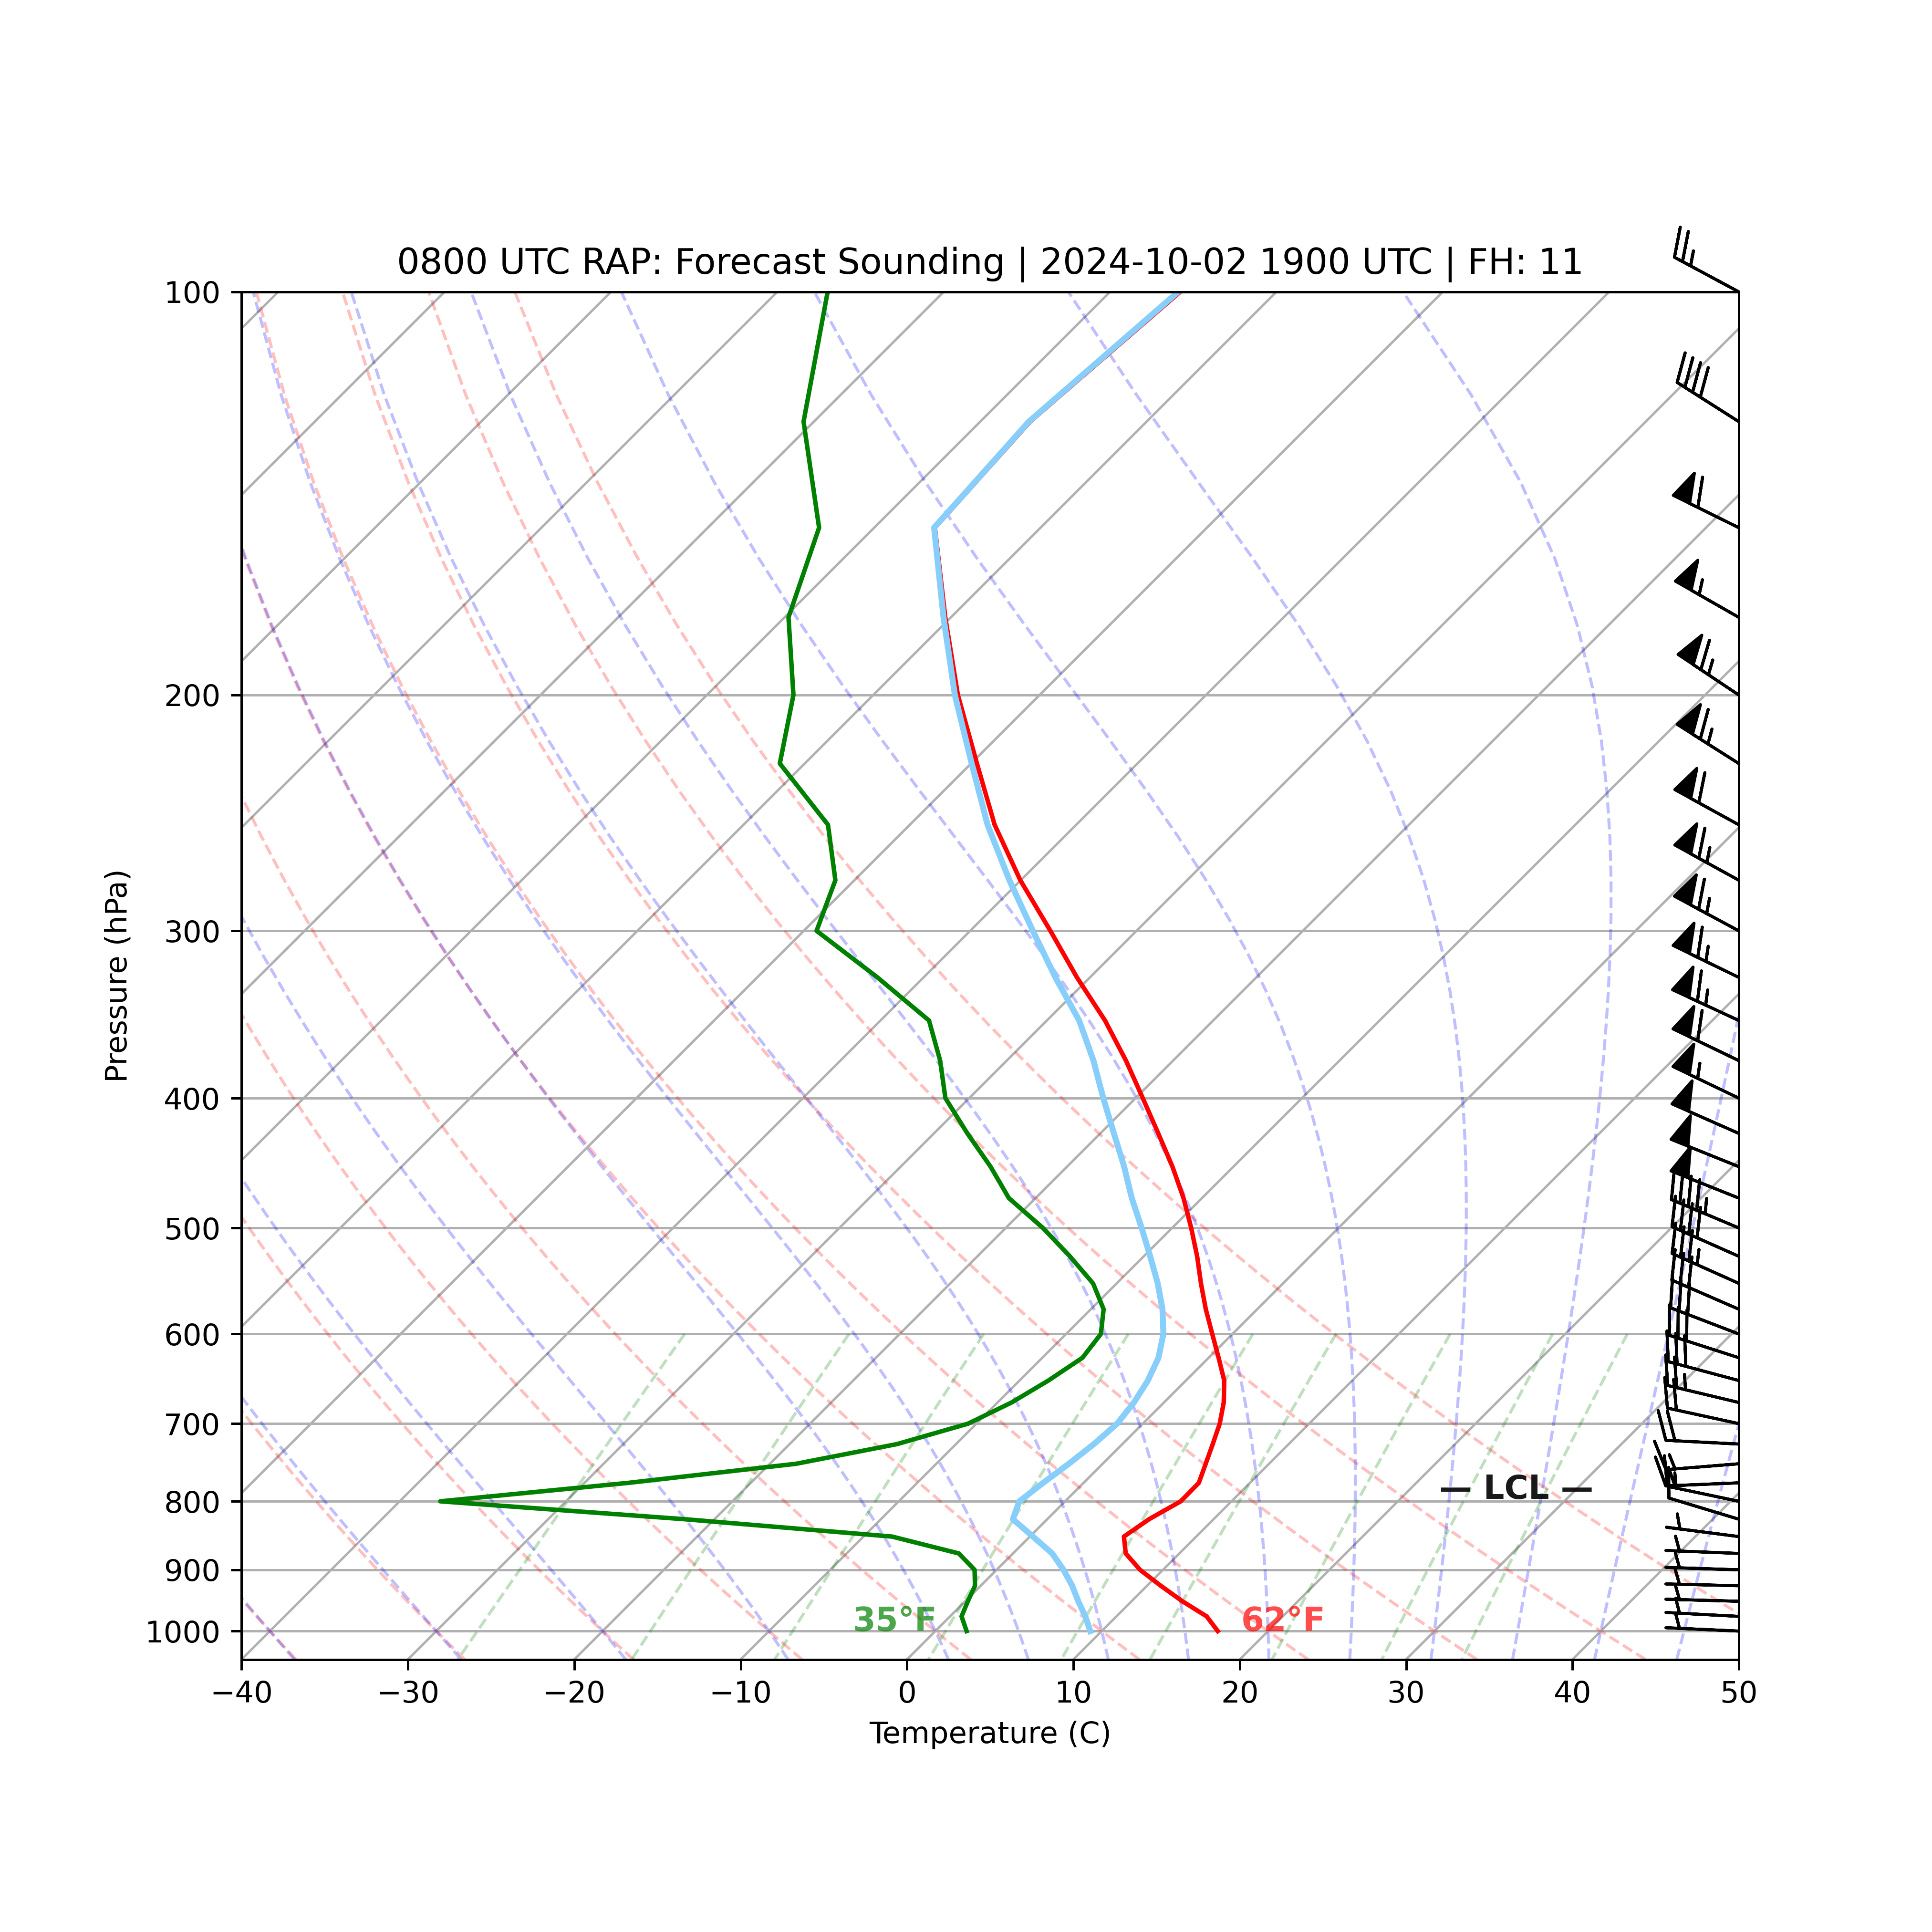 0800 UTC RAP: Forecast Sounding | 2024-10-02 1900 UTC | FH: 11
100
200
300
400
500
600
700
800
900
1000
Pressure (hPa)
— LCL —
35°F
62°F
−40 −30 −20 −10 0 10 20 30 40 50
Temperature (C)